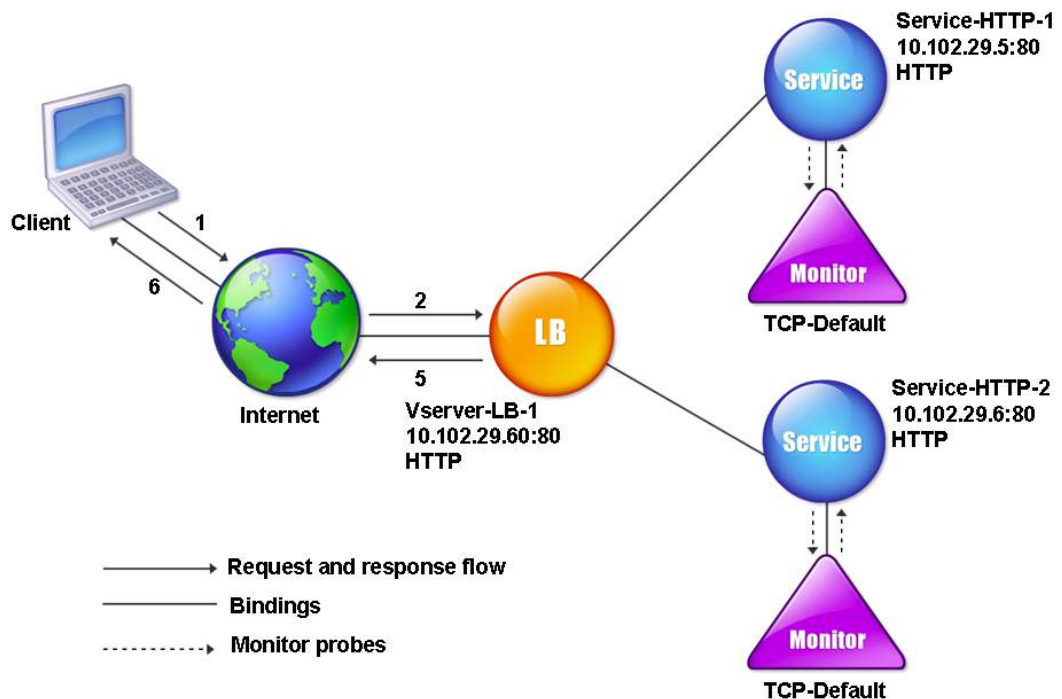 Service-HTTP-1
10.102.29.5:80
HTTP
Service
Client
1
6
Monitor
TCP-Default
2
LB
5
Internet
Vserver-LB-1
10.102.29.60:80
HTTP
Service-HTTP-2
10.102.29.6:80
HTTP
Service
Request and response flow
Bindings
Monitor probes
Monitor
TCP-Default